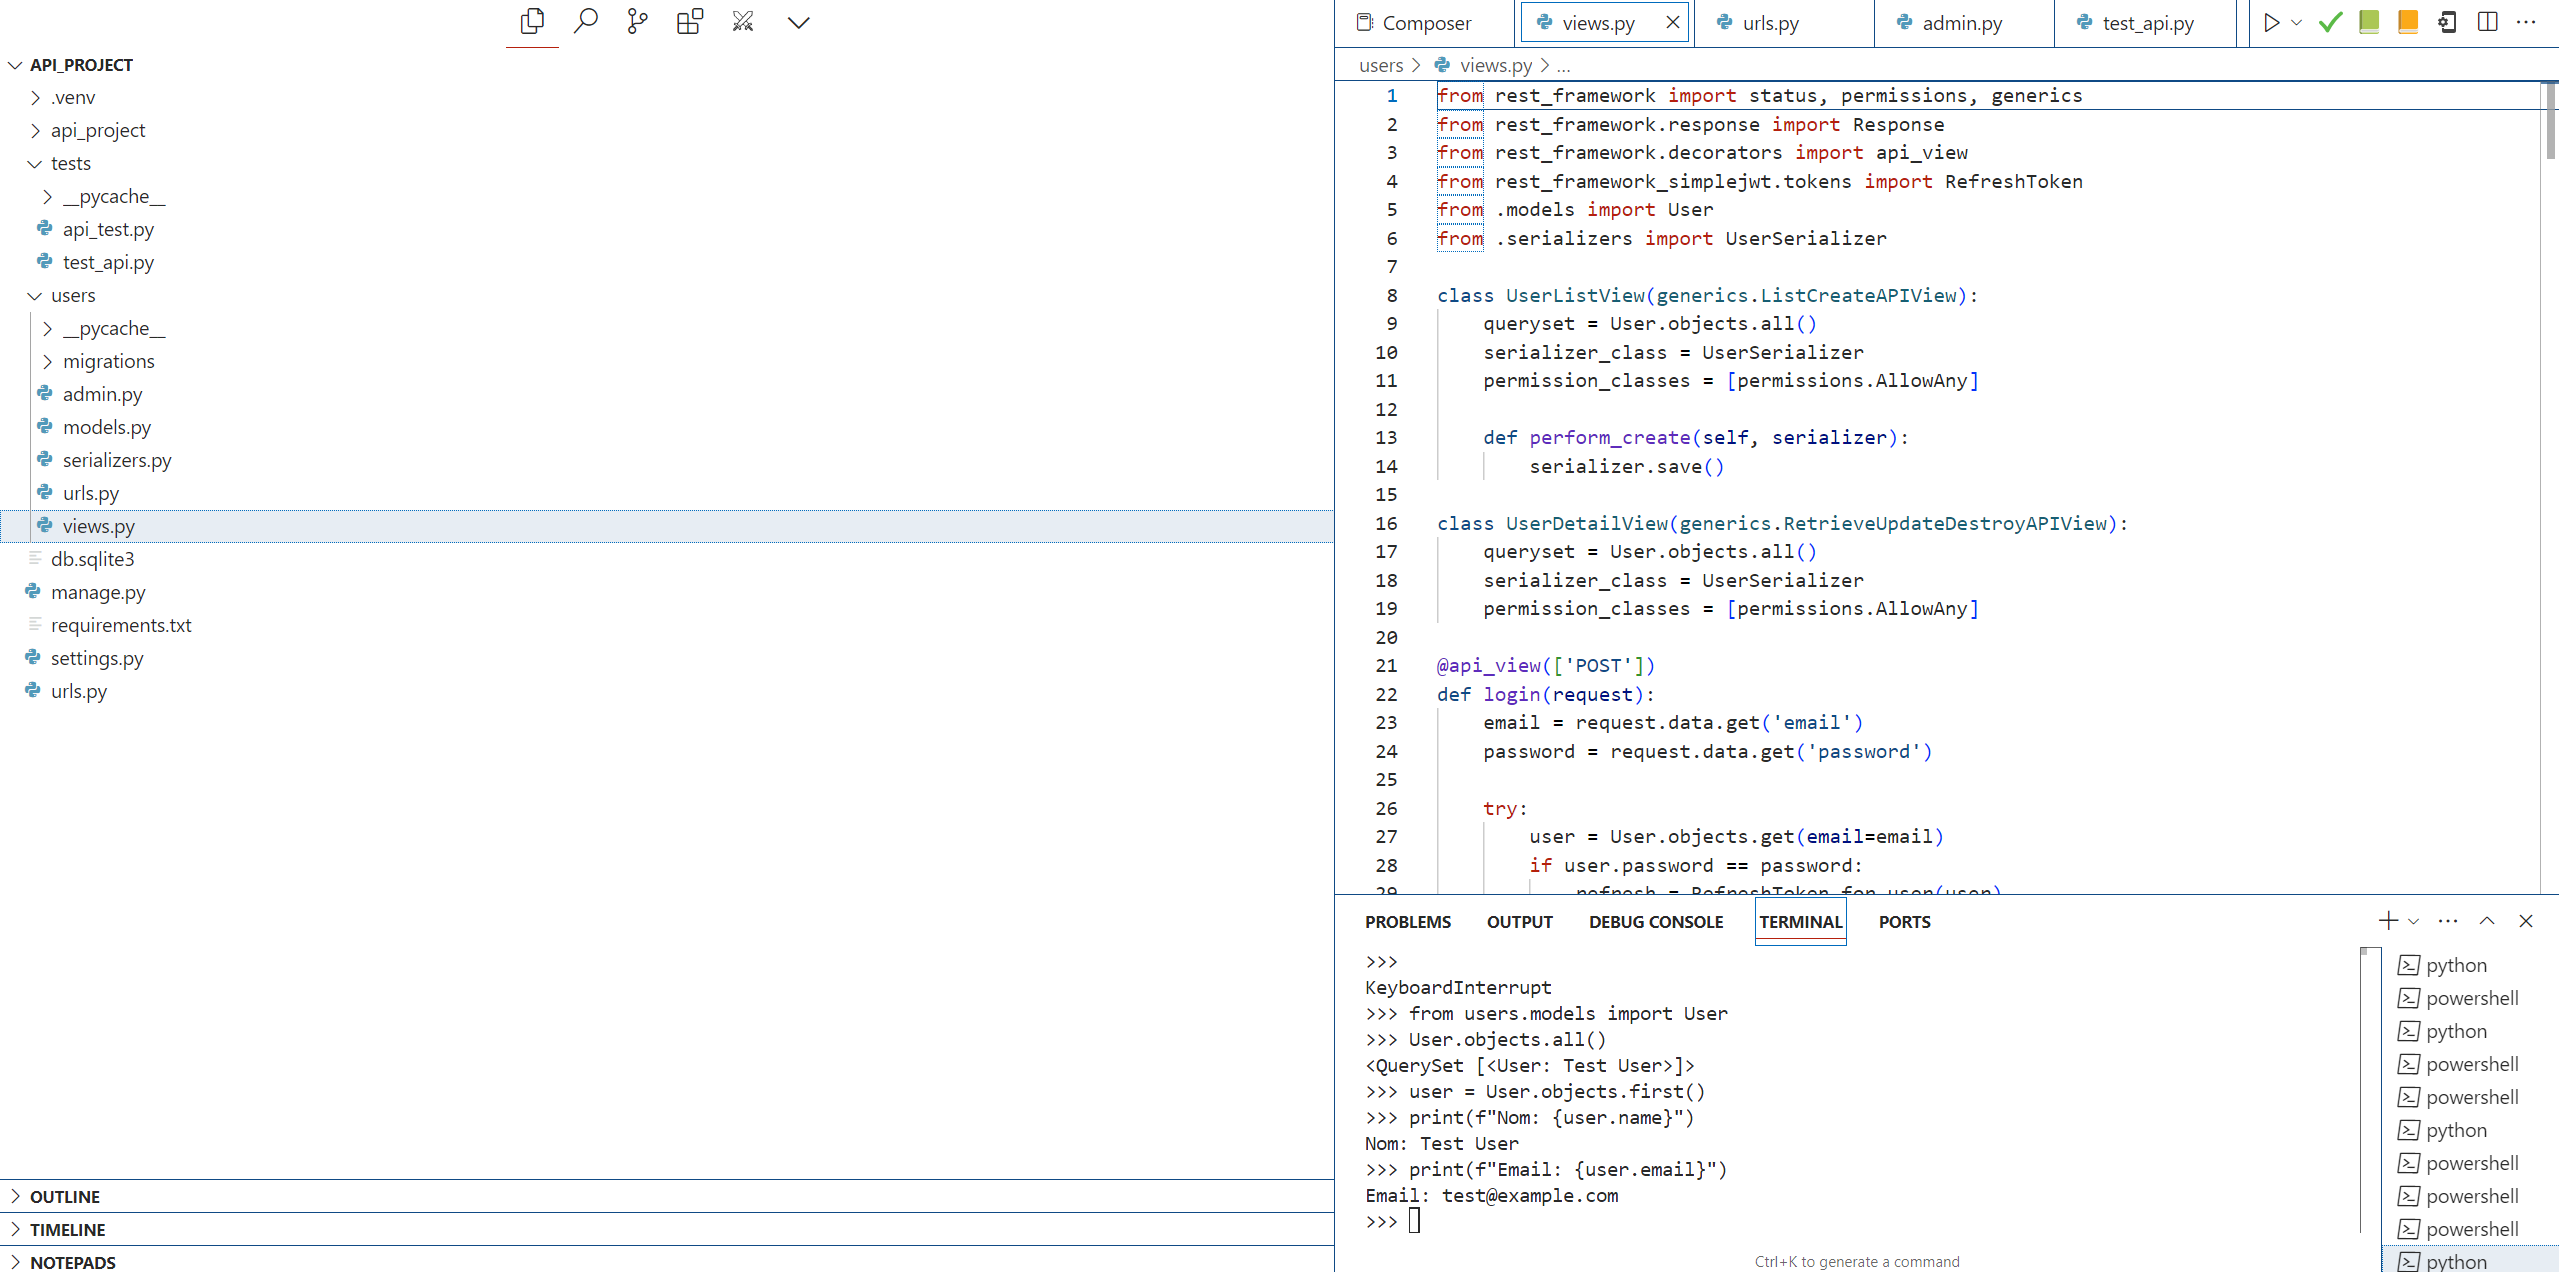 API_PROJECT
.venv
api_project
tests
__pycache__
api_test.py
test_api.py
users
__pycache__
migrations
admin.py
models.py
serializers.py
urls.py
views.py
db.sqlite3
manage.py
requirements.txt
settings.py
urls.py
OUTLINE
TIMELINE
NOTEPADS
Composer views.py urls.py admin.py test_api.py
users > views.py > ...
1 from rest_framework import status, permissions, generics
2 from rest_framework.response import Response
3 from rest_framework.decorators import api_view
4 from rest_framework_simplejwt.tokens import RefreshToken
5 from .models import User
6 from .serializers import UserSerializer
7
8 class UserListView(generics.ListCreateAPIView):
9 queryset = User.objects.all()
10 serializer_class = UserSerializer
11 permission_classes = [permissions.AllowAny]
12
13 def perform_create(self, serializer):
14 serializer.save()
15
16 class UserDetailView(generics.RetrieveUpdateDestroyAPIView):
17 queryset = User.objects.all()
18 serializer_class = UserSerializer
19 permission_classes = [permissions.AllowAny]
20
21 @api_view(['POST'])
22 def login(request):
23 email = request.data.get('email')
24 password = request.data.get('password')
25
26 try:
27 user = User.objects.get(email=email)
28 if user.password == password:
29 refresh = RefreshToken.for_user(user)
PROBLEMS OUTPUT DEBUG CONSOLE TERMINAL PORTS
>>>
KeyboardInterrupt
>>> from users.models import User
>>> User.objects.all()
<QuerySet [<User: Test User>]>
>>> user = User.objects.first()
>>> print(f"Nom: {user.name}")
Nom: Test User
>>> print(f"Email: {user.email}")
Email: test@example.com
>>>
Ctrl+K to generate a command
python
powershell
python
powershell
powershell
python
powershell
powershell
powershell
python